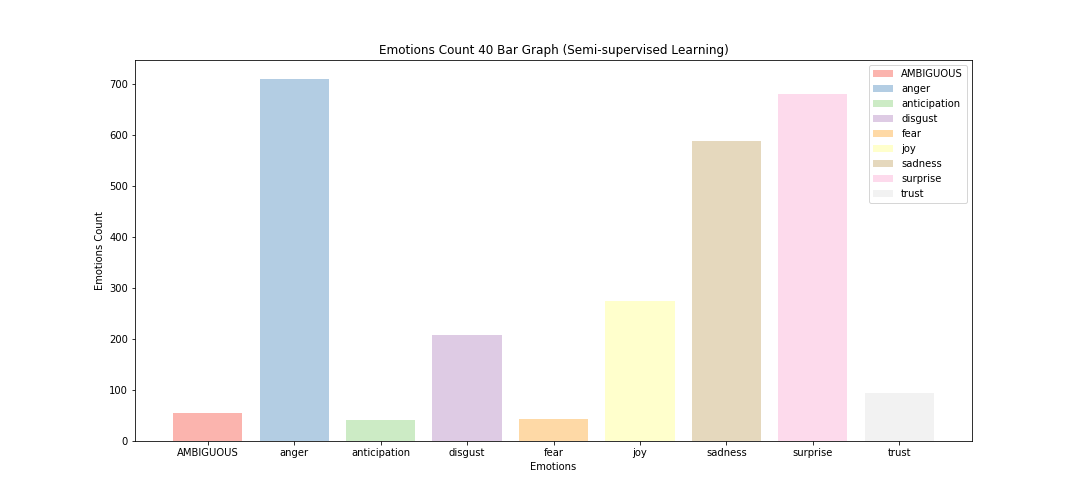 Emotions Count 40 Bar Graph (Semi-supervised Learning)
AMBIGUOUS
anger
anticipation
disgust
fear
joy
sadness
surprise
trust
700
600
500
400
300
200
100
0
Emotions Count
AMBIGUOUS anger anticipation disgust fear joy sadness surprise trust
Emotions